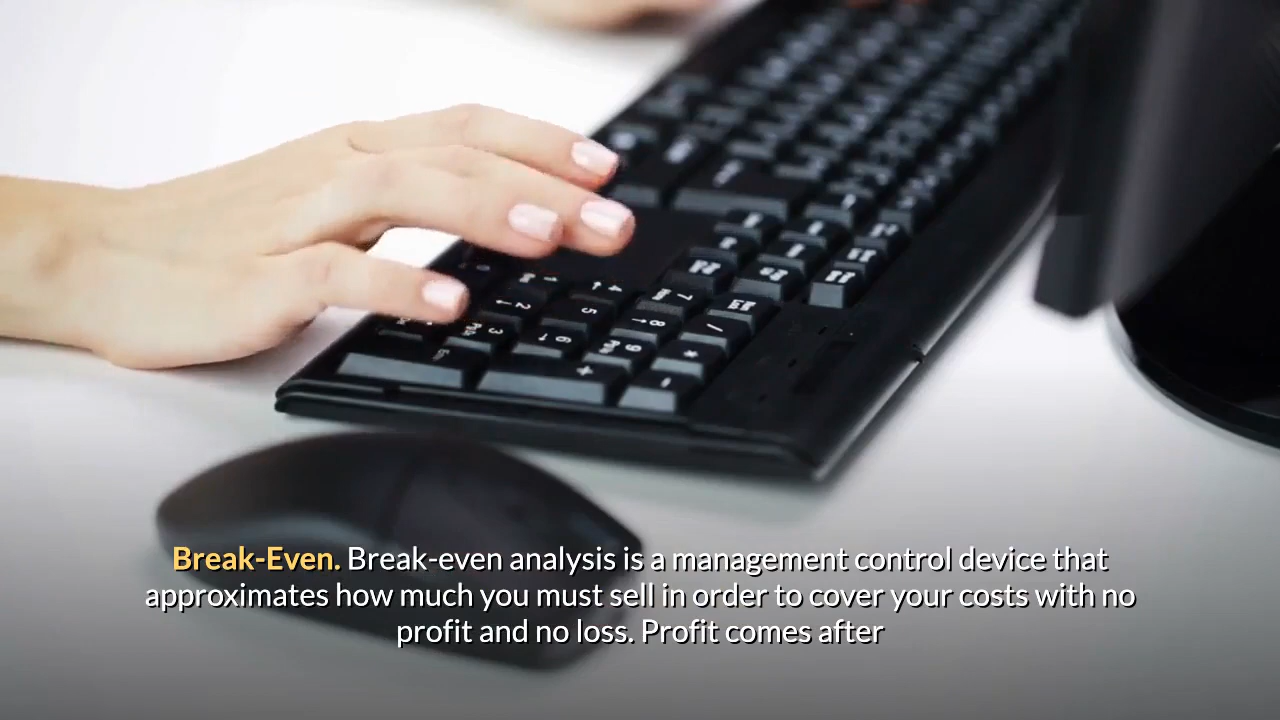 Break-Even. Break-even analysis is a management control device that
approximates how much you must sell in order to cover your costs with no
profit and no loss. Profit comes after